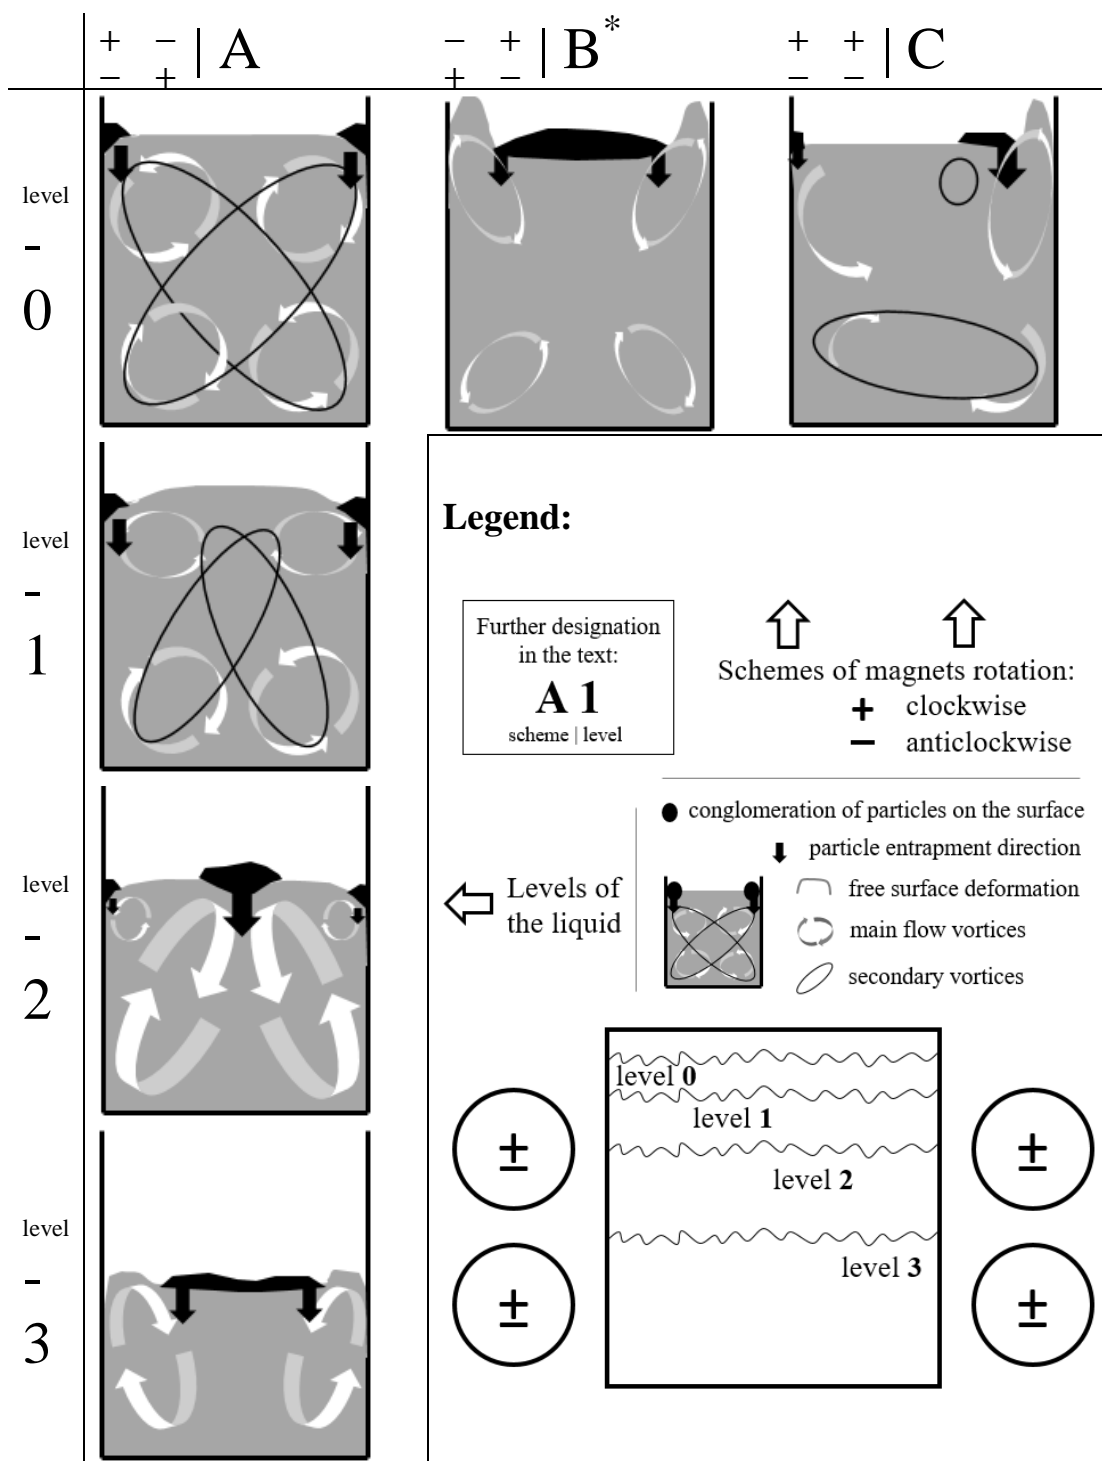 + − | A
− +
− + | B*
+ −
+ + | C
− −
level
-
0
level
-
1
level
-
2
level
-
3
Legend:
Further designation
in the text:
A 1
scheme | level
Schemes of magnets rotation:
+ clockwise
− anticlockwise
conglomeration of particles on the surface
particle entrapment direction
free surface deformation
main flow vortices
secondary vortices
Levels of
the liquid
level 0
level 1
level 2
level 3
± ±
± ±